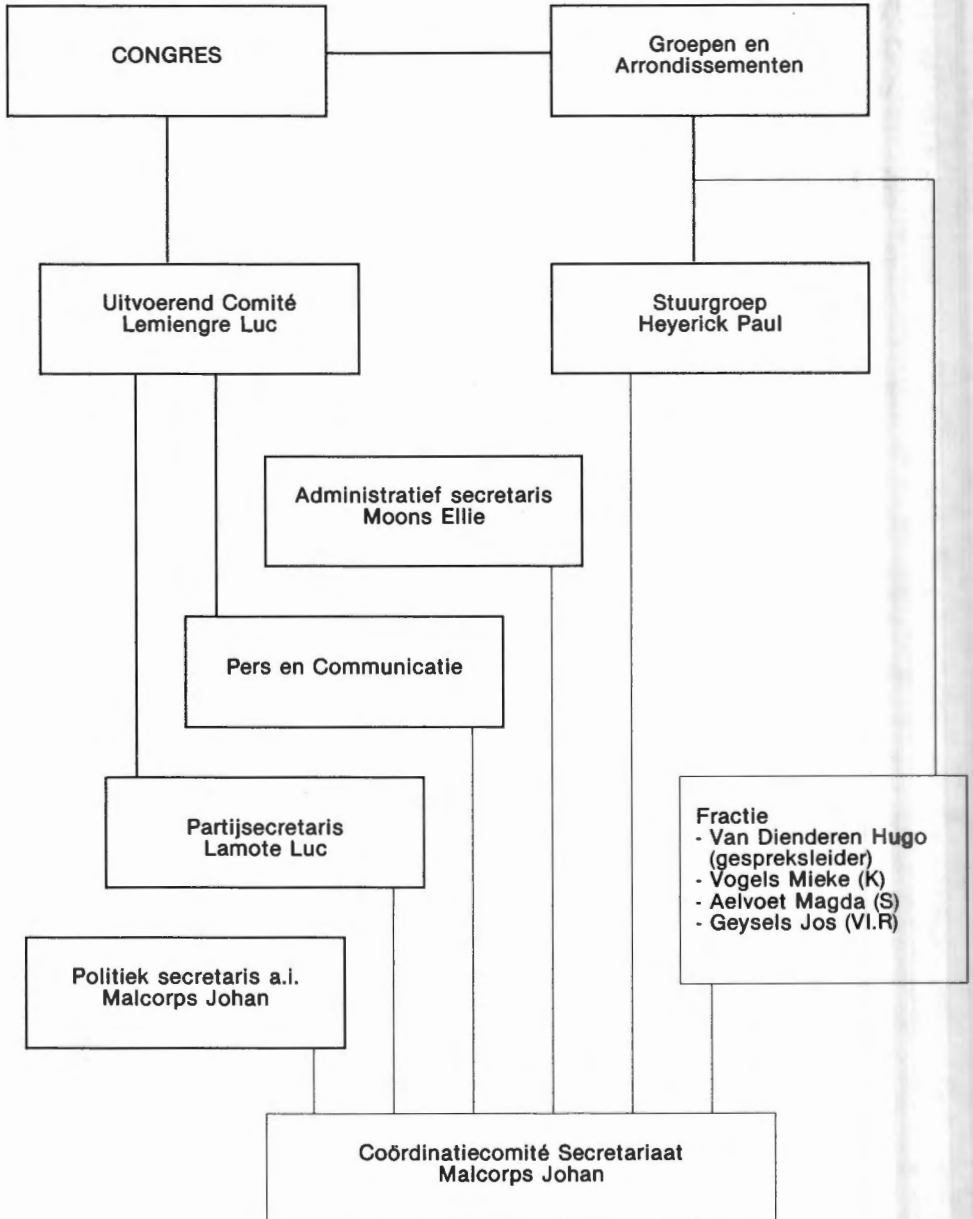 CONGRES
Groepen en
Arrondissementen
Uitvoerend Comité
Lemiengre Luc
Stuurgroep
Heyerick Paul
Administratief secretaris
Moons Ellie
Pers en Communicatie
Partijsecretaris
Lamote Luc
Fractie
- Van Dienderen Hugo
(gespreksleider)
- Vogels Mieke (K)
- Aelvoet Magda (S)
- Geysels Jos (Vl.R)
Politiek secretaris a.i.
Malcorps Johan
Coördinatiecomité Secretariaat
Malcorps Johan